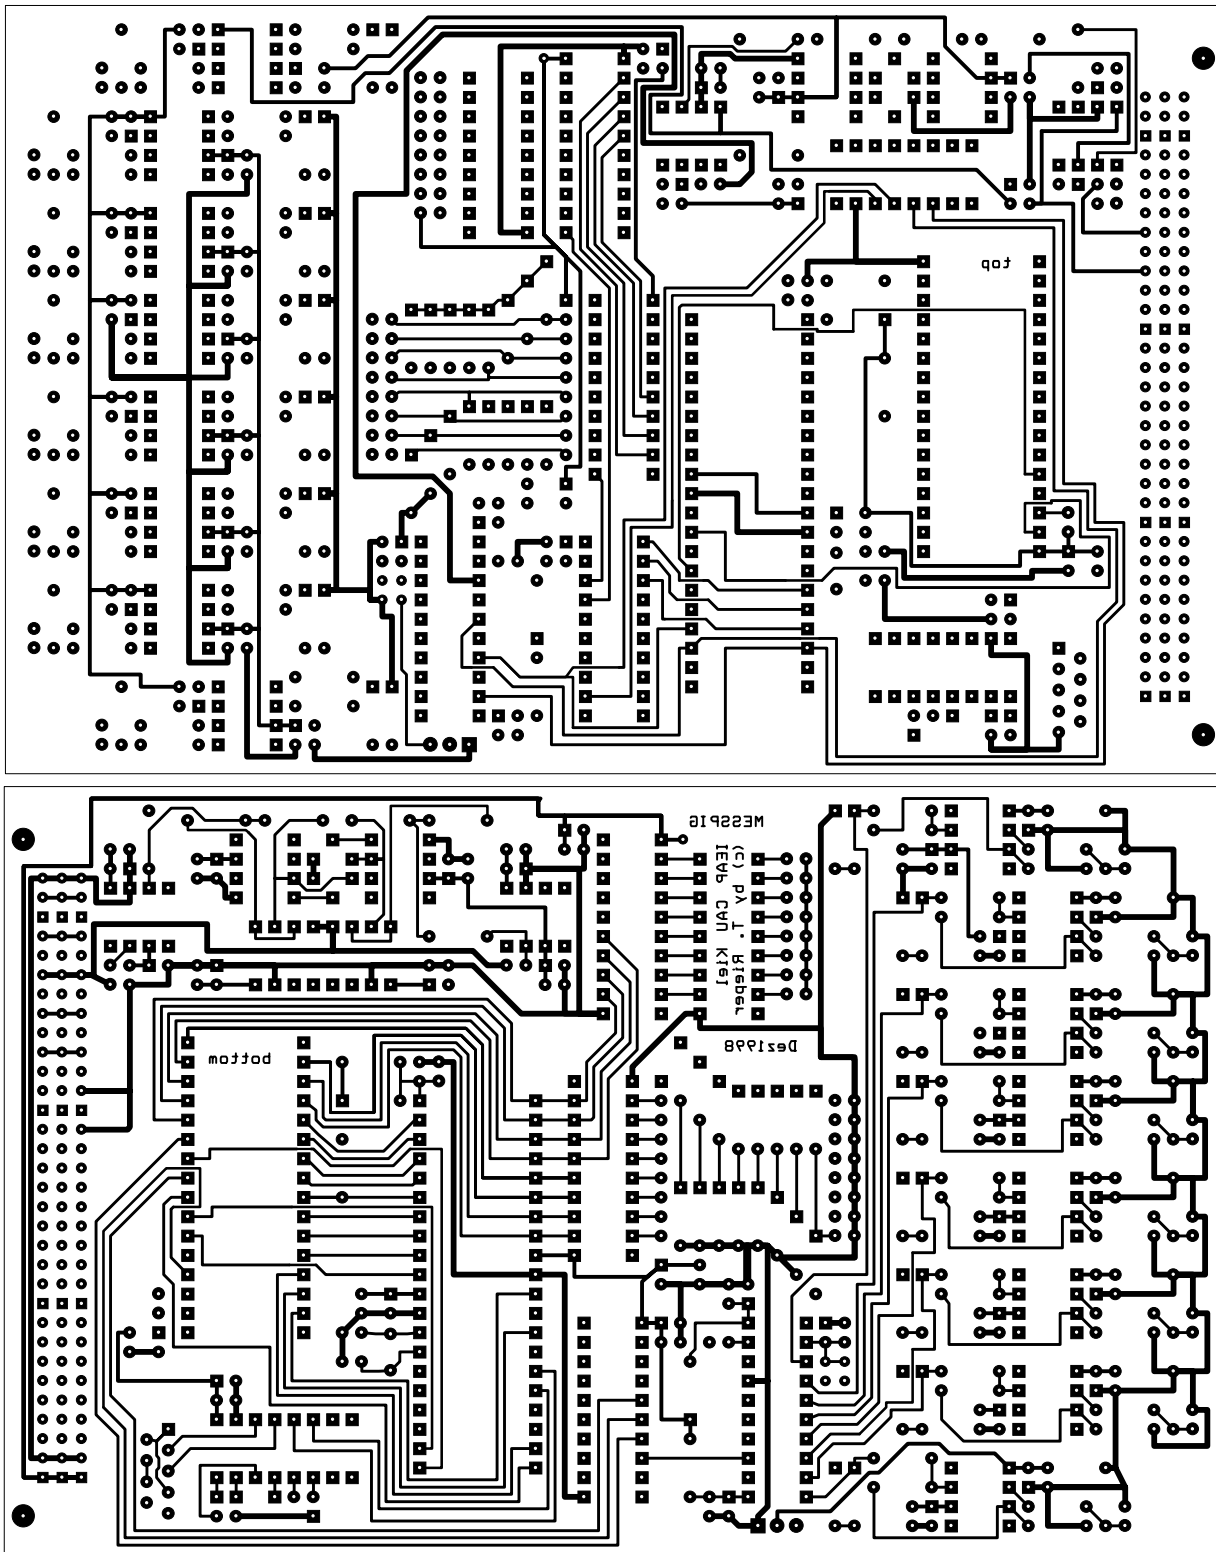 top
MESSPIG
(c) by T. Rieper
IEAP CAU Kiel
Dez1998
bottom